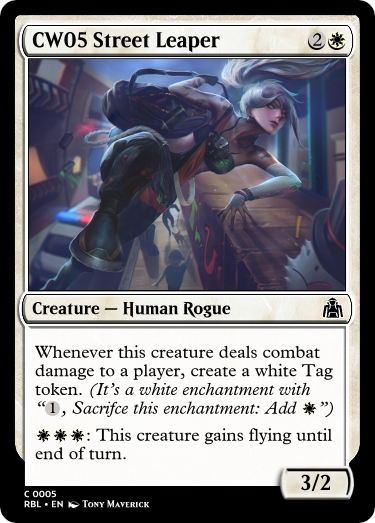 CW05 Street Leaper 2
Creature — Human Rogue
Whenever this creature deals combat
damage to a player, create a white Tag
token. (It's a white enchantment with
“1, Sacrifce this enchantment: Add ”)
: This creature gains flying until
end of turn.
3/2
C 0005
RBL • EN Tony Maverick